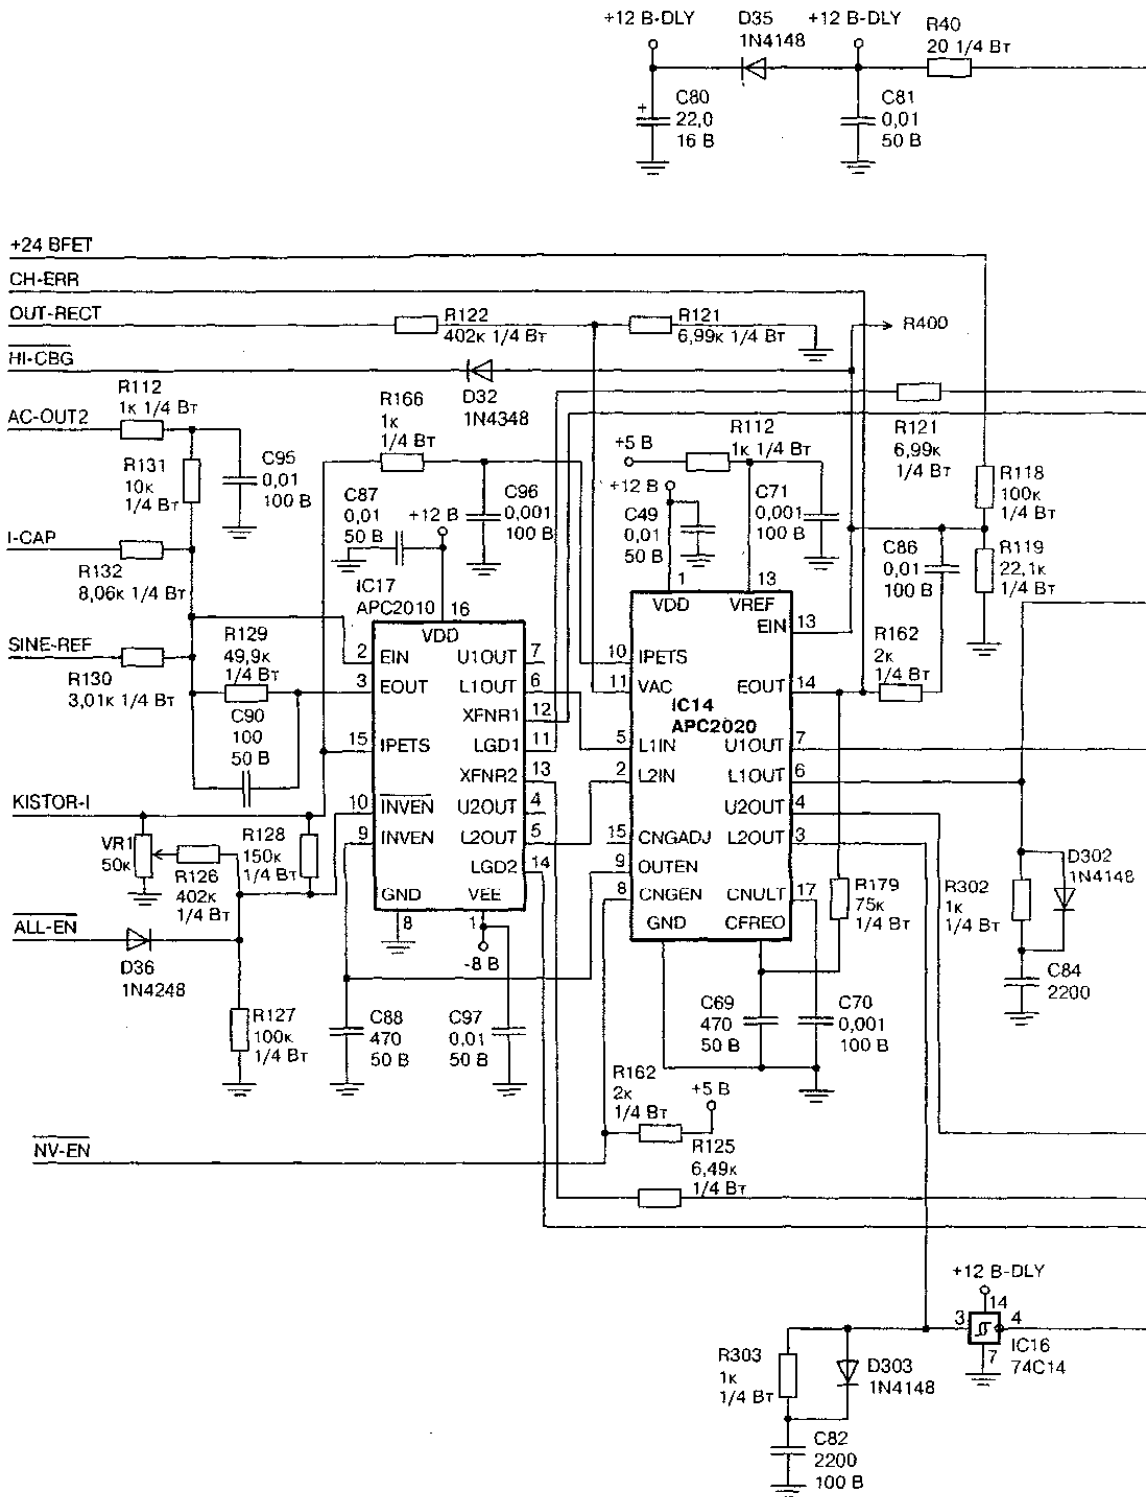 +12 В-DLY
D35
1N4148
+12 В-DLY
R40
20 1/4 Вт
+
C80
22,0
16 В
C81
0,01
50 В
+24 BFET
CH-ERR
OUT-RECT
HI-CBG
R122
402к 1/4 Вт
R121
6,99к 1/4 Вт
R40D
D32
1N4348
R112
1к 1/4 Вт
AC-OUT2
R131
10к
1/4 Вт
C95
0,01
100 В
R166
1к
1/4 Вт
R121
6,99к
1/4 Вт
+5 В
R112
1к 1/4 Вт
+12 В
C87
0,01
50 В
+12 В
C96
0,001
100 В
C49
0,01
50 В
C71
0,001
100 В
R118
100к
1/4 Вт
I-CAP
R132
8,06к 1/4 Вт
C86
0,01
100 В
R119
22,1к
1/4 Вт
IC17
APC2010
16
VDD
2
EIN
3
EOUT
15
IPETS
10
INVEN
9
INVEN
GND
8
VEE
1
-8 В
U1OUT
7
L1OUT
6
XFNR1
12
LGD1
11
XFNR2
13
U2OUT
4
L2OUT
5
LGD2
14
1
VDD
13
VREF
EIN
13
10
IPETS
11
VAC
IC14
APC2020
EOUT
14
5
L1IN
2
L2IN
U1OUT
7
L1OUT
6
U2OUT
4
L2OUT
3
15
CNGADJ
9
OUTEN
8
CNGEN
CNULT
17
GND
CFREO
R162
2к
1/4 Вт
SINE-REF
R130
3,01к 1/4 Вт
R129
49,9к
1/4 Вт
C90
100
50 В
KISTOR-I
VR1
50к
R126
402к
1/4 Вт
R128
150к
1/4 Вт
ALL-EN
D36
1N4248
R127
100к
1/4 Вт
C88
470
50 В
C97
0,01
50 В
R179
75к
1/4 Вт
R302
1к
1/4 Вт
D302
1N4148
C84
2200
C69
470
50 В
C70
0,001
100 В
R162
2к
1/4 Вт
+5 В
NV-EN
R125
6,49к
1/4 Вт
+12 В-DLY
14
3
4
7
IC16
74C14
R303
1к
1/4 Вт
D303
1N4148
C82
2200
100 В